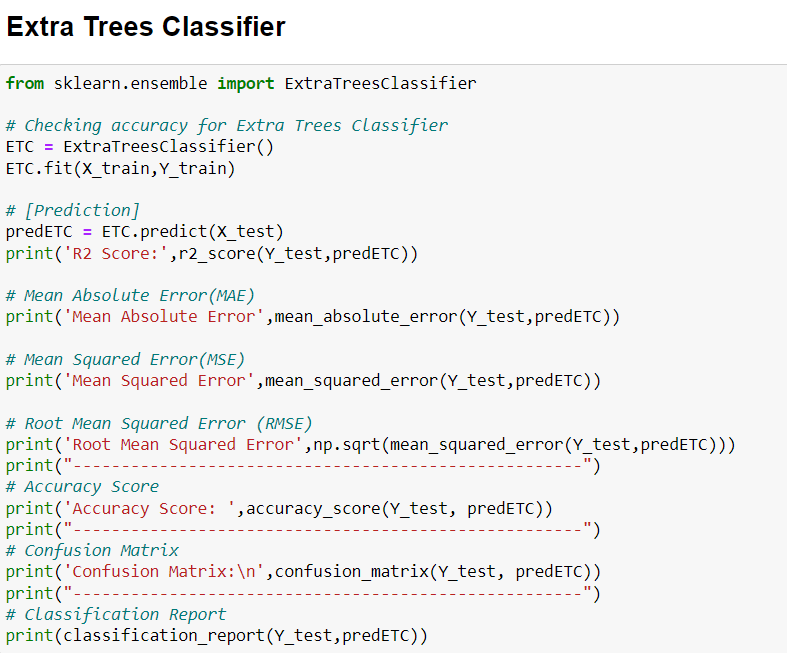 Extra Trees Classifier
from sklearn.ensemble import ExtraTreesClassifier
# Checking accuracy for Extra Trees Classifier
ETC = ExtraTreesClassifier()
ETC.fit(X_train,Y_train)
# [Prediction]
predETC = ETC.predict(X_test)
print('R2 Score:',r2_score(Y_test,predETC))
# Mean Absolute Error(MAE)
print('Mean Absolute Error',mean_absolute_error(Y_test,predETC))
# Mean Squared Error(MSE)
print('Mean Squared Error',mean_squared_error(Y_test,predETC))
# Root Mean Squared Error (RMSE)
print('Root Mean Squared Error',np.sqrt(mean_squared_error(Y_test,predETC)))
print("-----------------------------------------------------")
# Accuracy Score
print('Accuracy Score: ',accuracy_score(Y_test, predETC))
print("-----------------------------------------------------")
# Confusion Matrix
print('Confusion Matrix:\n',confusion_matrix(Y_test, predETC))
print("-----------------------------------------------------")
# Classification Report
print(classification_report(Y_test,predETC))